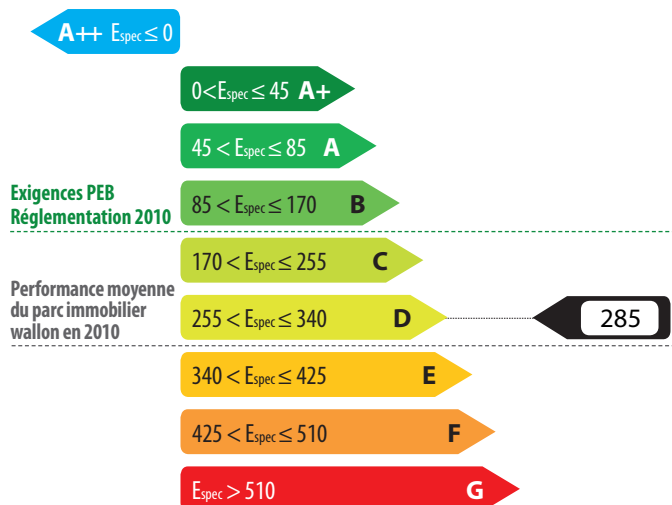 A++ Espec ≤ 0
0<Espec ≤ 45 A+
45 < Espec ≤ 85 A
Exigences PEB
Réglementation 2010
85 < Espec ≤ 170 B
170 < Espec ≤ 255 C
Performance moyenne
du parc immobilier
wallon en 2010
255 < Espec ≤ 340 D
285
340 < Espec ≤ 425 E
425 < Espec ≤ 510 F
Espec > 510 G